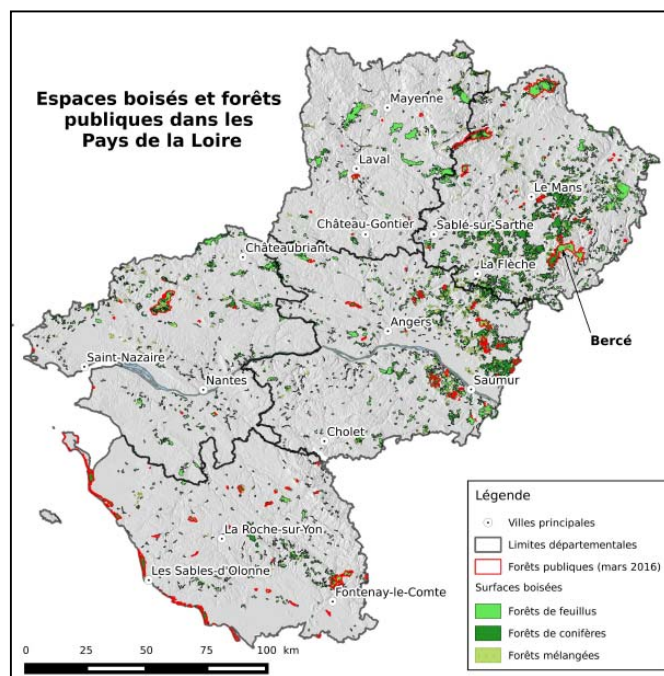 Espaces boisés et forêts
publiques dans les
Pays de la Loire
Mayenne
Laval
Le Mans
Château-Gontier
Sablé-sur-Sarthe
Châteaubriant
La Flèche
Angers
Bercé
Saint-Nazaire
Nantes
Saumur
Cholet
La Roche-sur-Yon
Les Sables-d'Olonne
Fontenay-le-Comte
Légende
Villes principales
Limites départementales
Forêts publiques (mars 2016)
Surfaces boisées
Forêts de feuillus
Forêts de conifères
Forêts mélangées
0 50 100 km